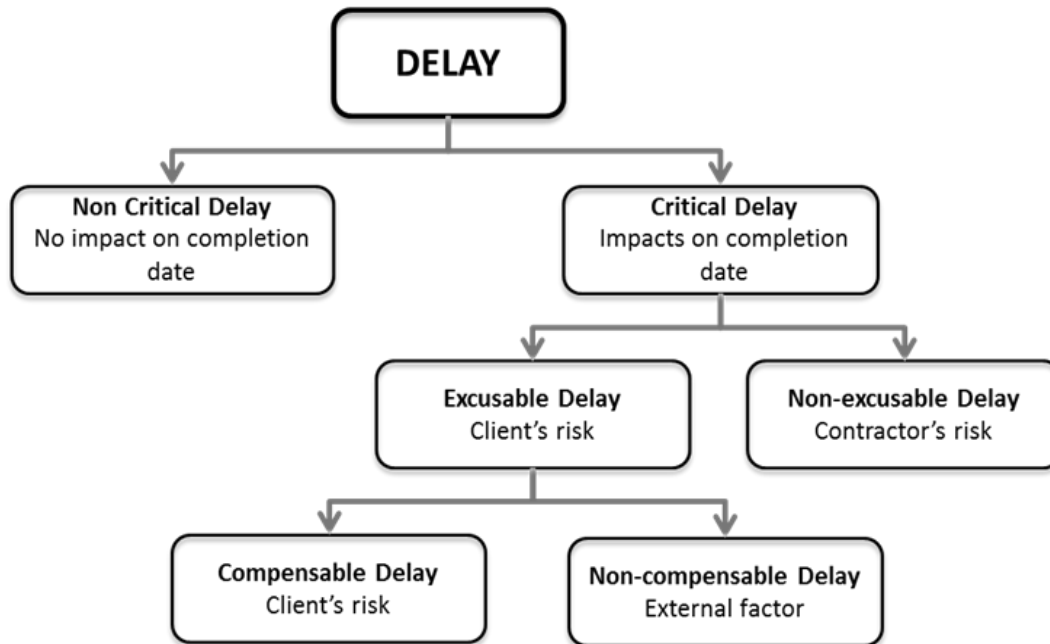 DELAY
Non Critical Delay
No impact on completion
date
Critical Delay
Impacts on completion
date
Excusable Delay
Client's risk
Non-excusable Delay
Contractor's risk
Compensable Delay
Client's risk
Non-compensable Delay
External factor